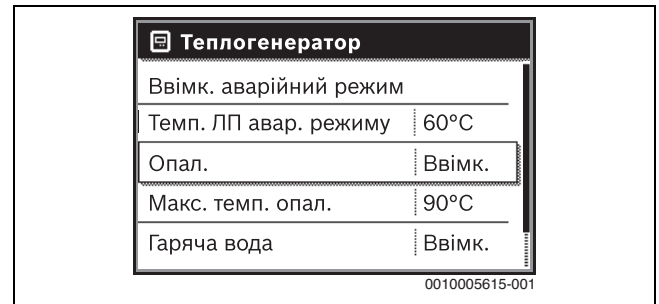 Теплогенератор
Ввімк. аварійний режим
Темп. ЛП авар. режиму 60°C
Опал. Ввімк.
Макс. темп. опал. 90°C
Гаряча вода Ввімк.
0010005615-001